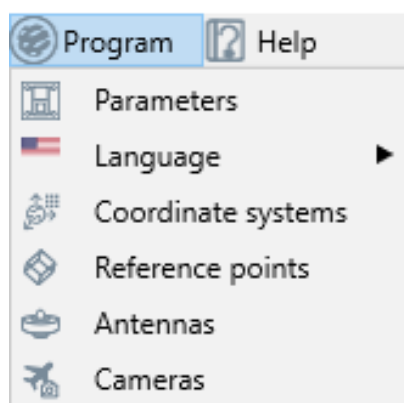 Program Help
Parameters
Language
Coordinate systems
Reference points
Antennas
Cameras